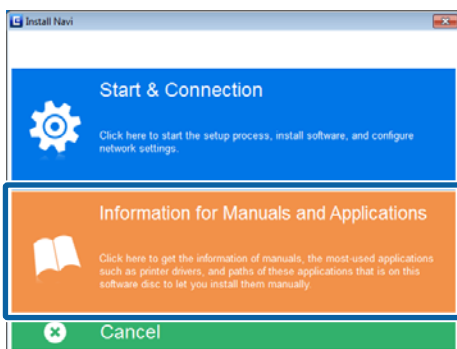 Install Navi
Start & Connection
Click here to start the setup process, install software, and configure
network settings.
Information for Manuals and Applications
Click here to get the information of manuals, the most-used applications
such as printer drivers, and paths of these applications that is on this
software disc to let you install them manually.
Cancel